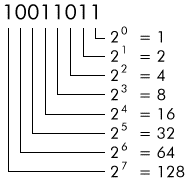 10011011
2⁰ = 1
2¹ = 2
2² = 4
2³ = 8
2⁴ = 16
2⁵ = 32
2⁶ = 64
2⁷ = 128